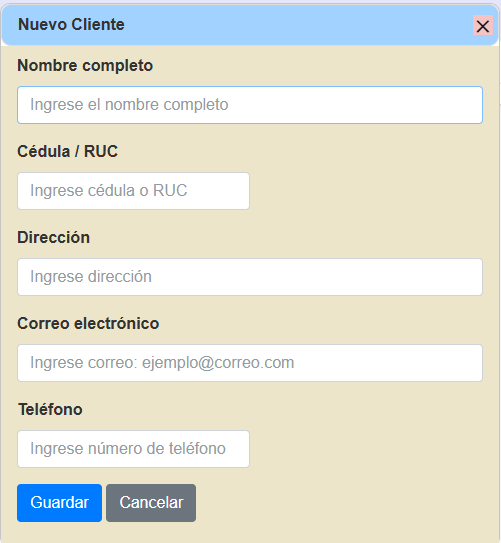 Nuevo Cliente
Nombre completo
Ingrese el nombre completo
Cédula / RUC
Ingrese cédula o RUC
Dirección
Ingrese dirección
Correo electrónico
Ingrese correo: ejemplo@correo.com
Teléfono
Ingrese número de teléfono
Guardar Cancelar